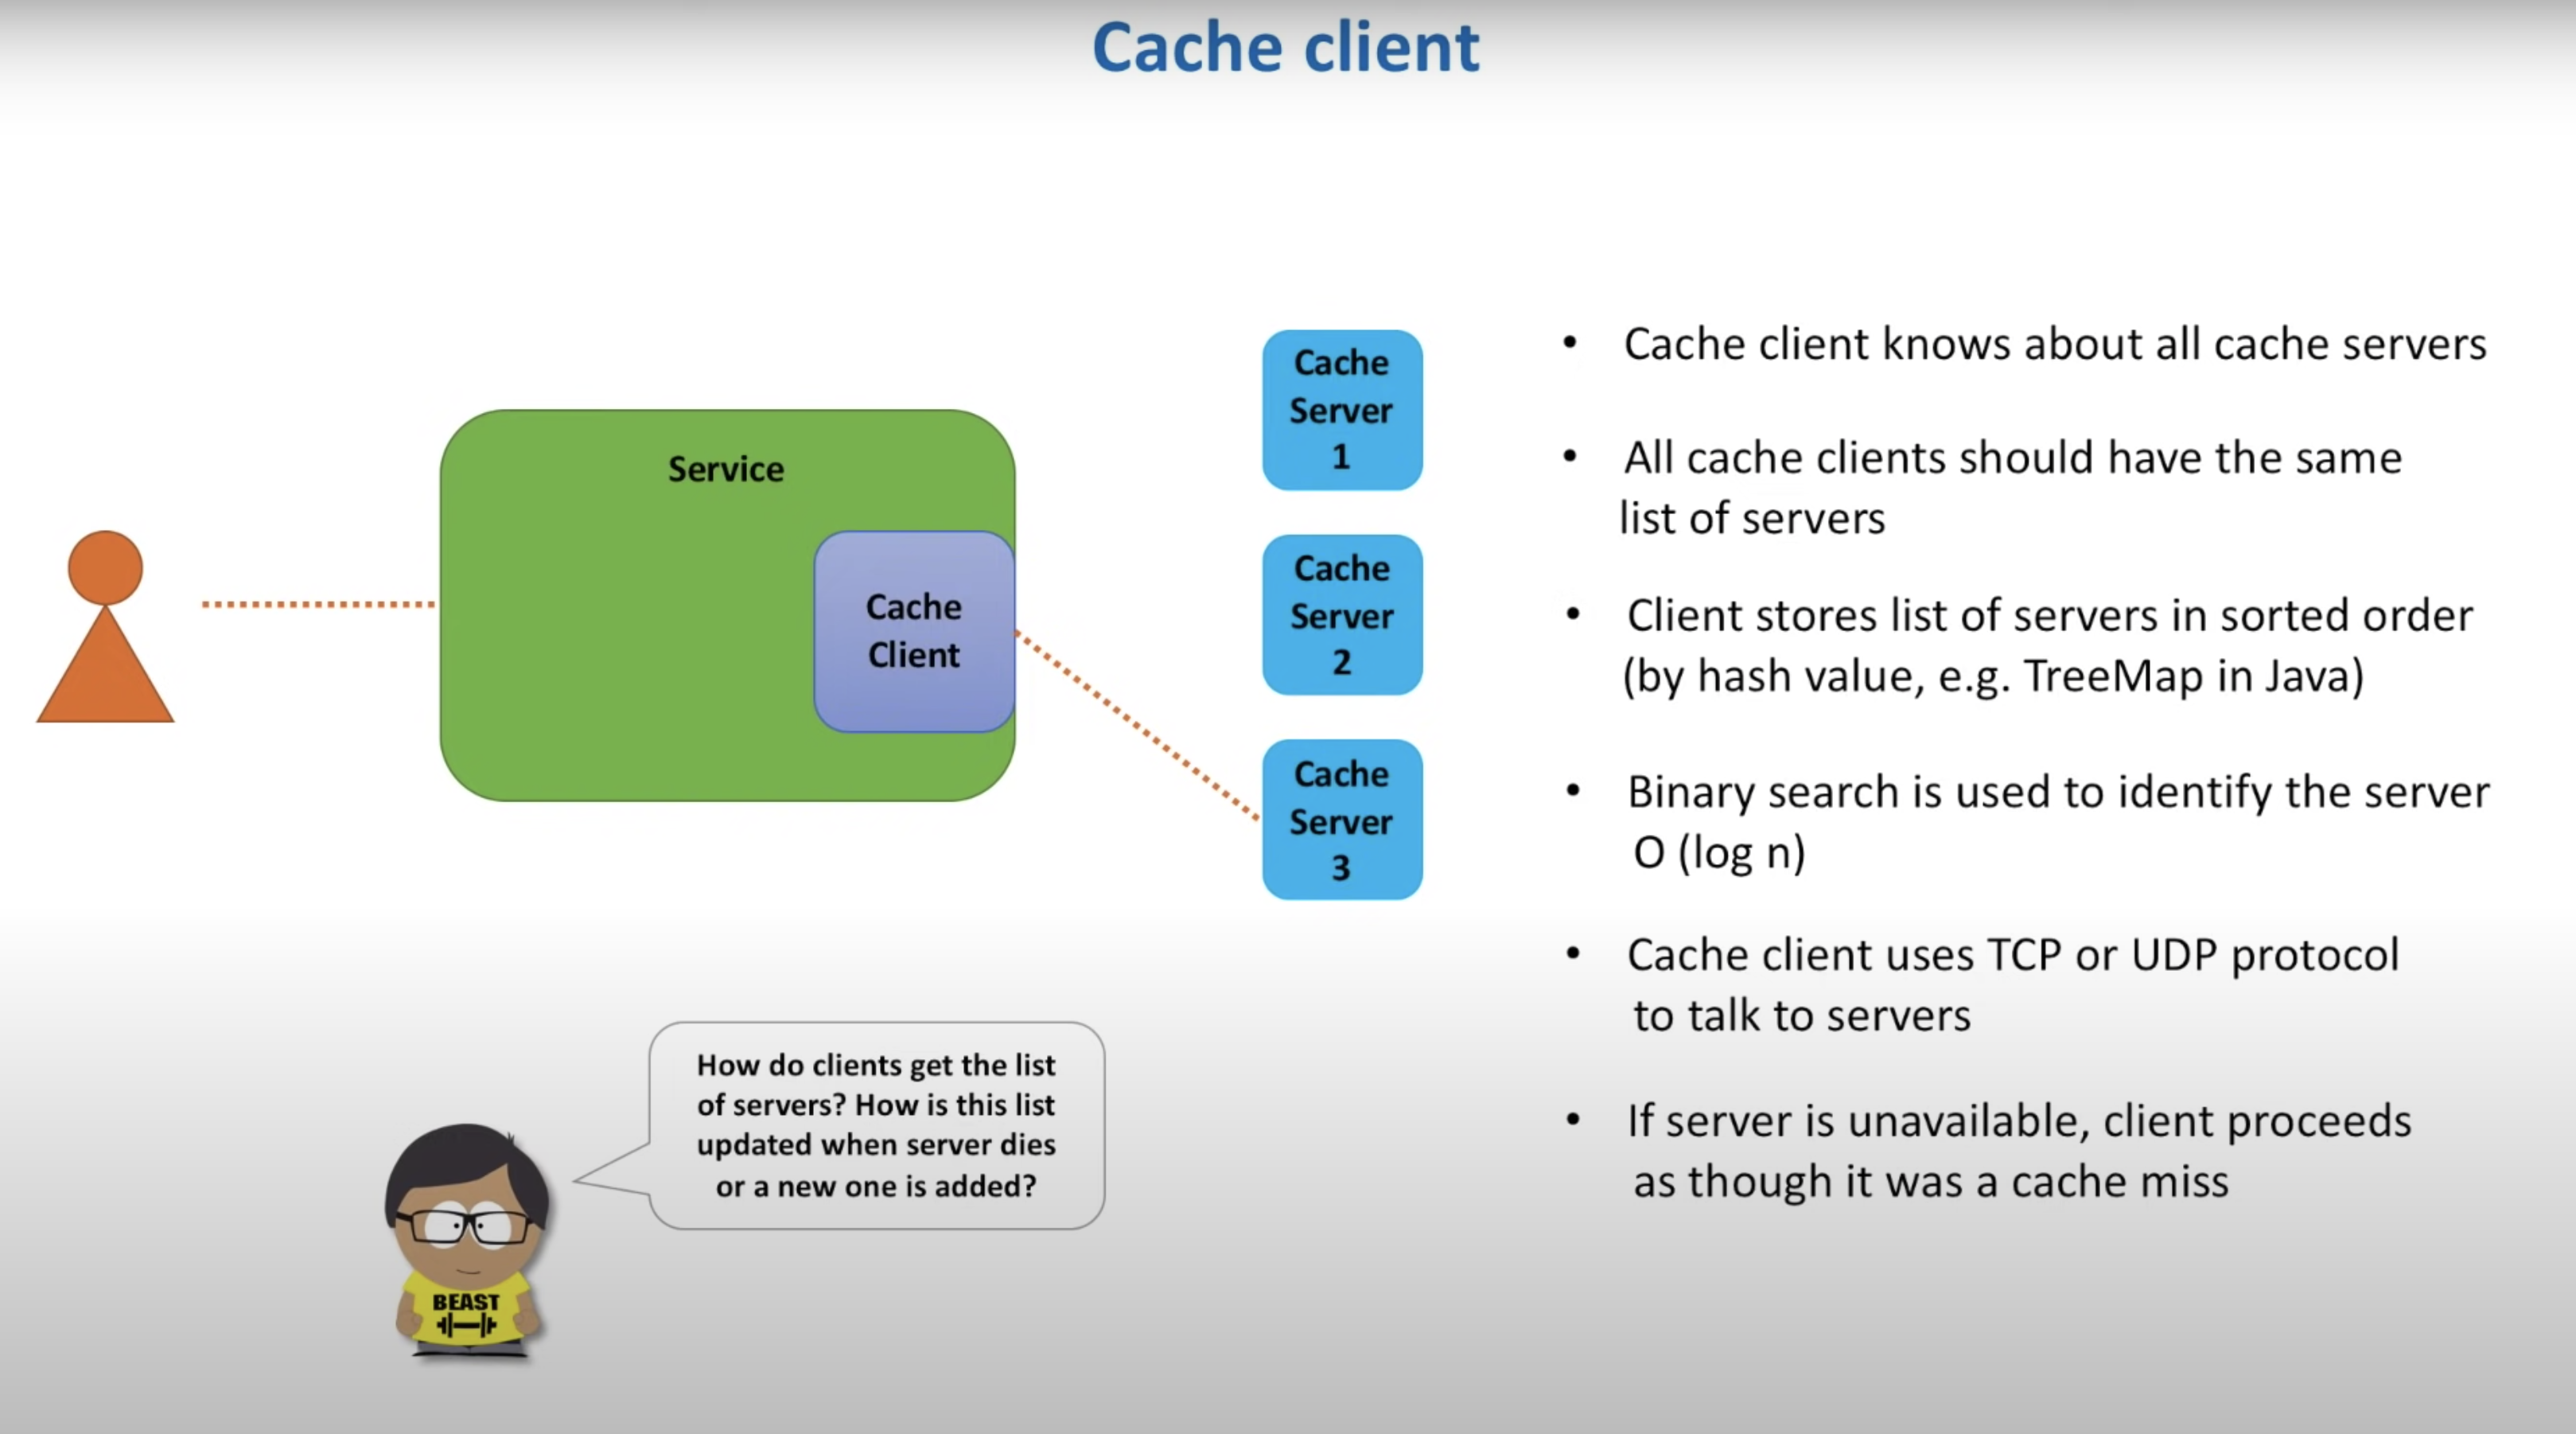 Cache client
Service
Cache
Client
Cache
Server
1
Cache
Server
2
Cache
Server
3
• Cache client knows about all cache servers
• All cache clients should have the same
list of servers
• Client stores list of servers in sorted order
(by hash value, e.g. TreeMap in Java)
• Binary search is used to identify the server
O (log n)
• Cache client uses TCP or UDP protocol
to talk to servers
• If server is unavailable, client proceeds
as though it was a cache miss
How do clients get the list
of servers? How is this list
updated when server dies
or a new one is added?
BEAST